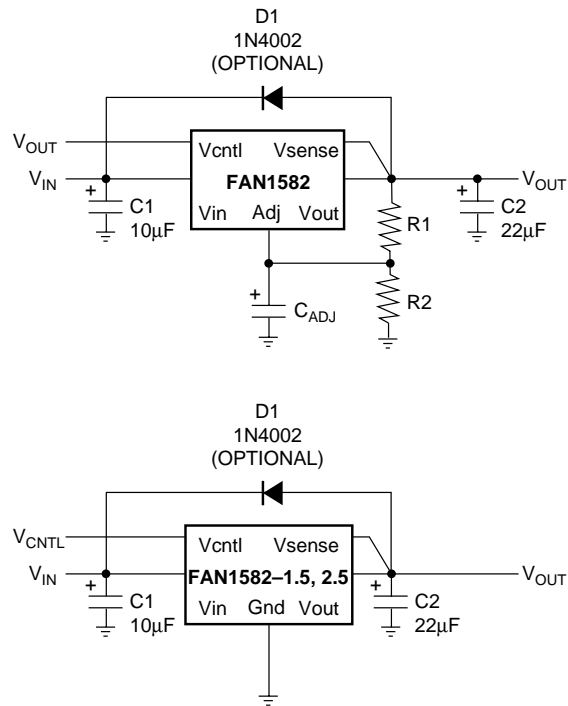 D1
1N4002
(OPTIONAL)
VOUT
Vcntl Vsense
VIN
FAN1582
VOUT
+
C1
10µF
Vin Adj Vout
R1
+
C2
22µF
+
CADJ
R2
D1
1N4002
(OPTIONAL)
VCNTL
Vcntl Vsense
VIN
FAN1582–1.5, 2.5
VOUT
+
C1
10µF
Vin Gnd Vout
+
C2
22µF